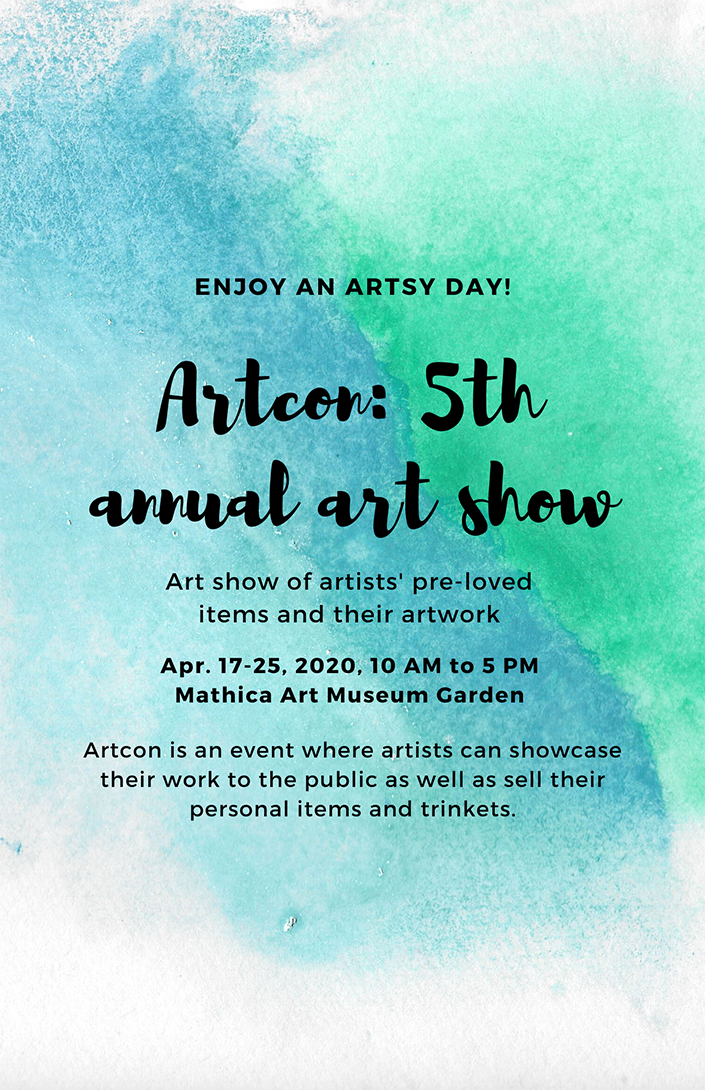 ENJOY AN ARTSY DAY!
Artcon: 5th
annual art show
Art show of artists' pre-loved
items and their artwork
Apr. 17-25, 2020, 10 AM to 5 PM
Mathica Art Museum Garden
Artcon is an event where artists can showcase
their work to the public as well as sell their
personal items and trinkets.